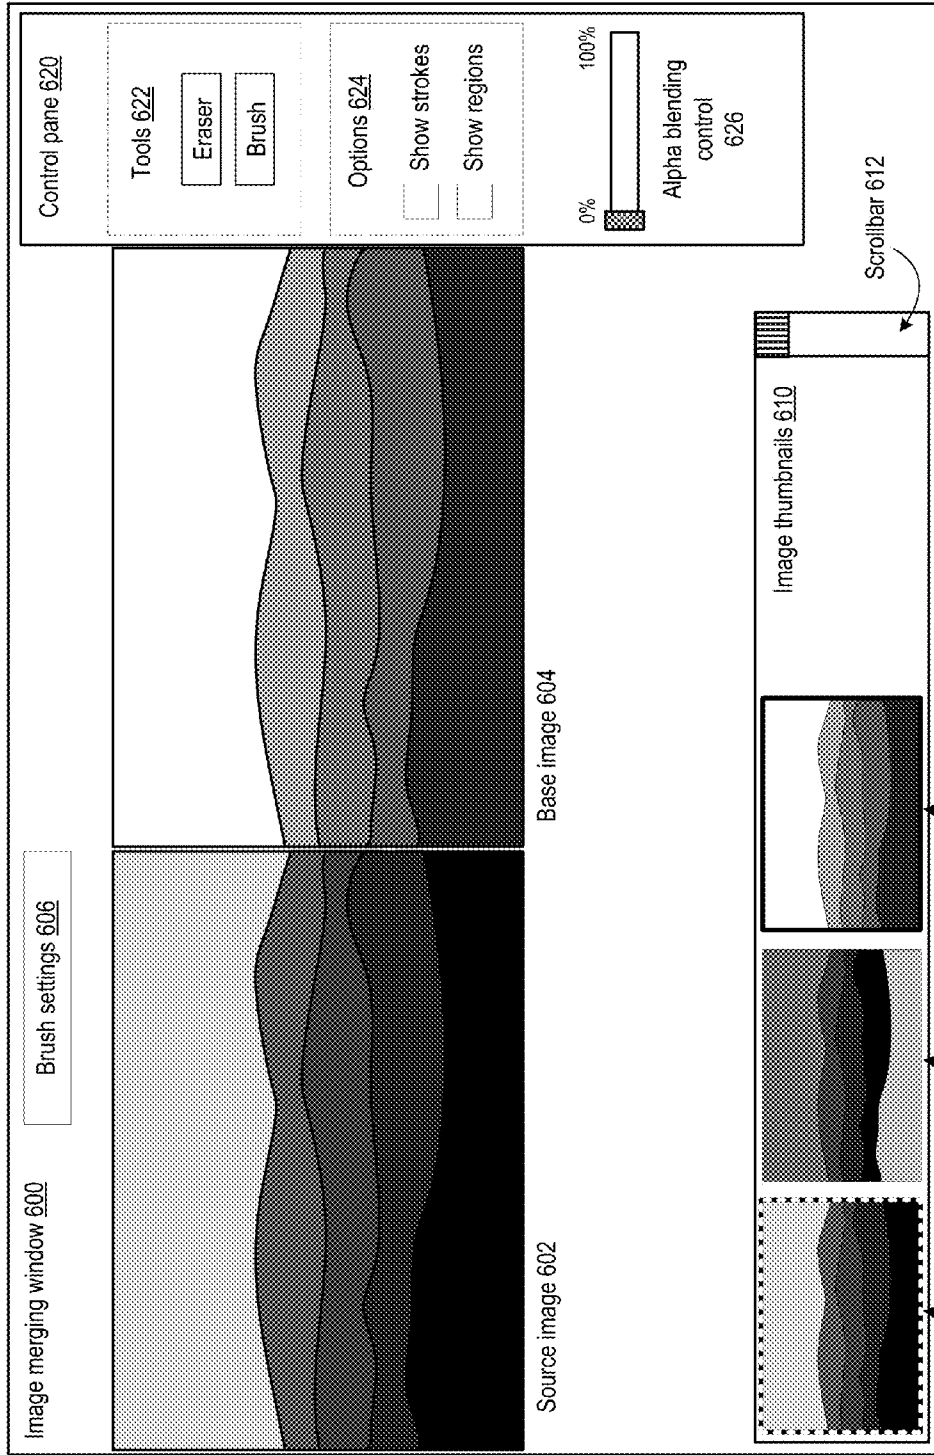 Image merging window 600
Brush settings 606
Control pane 620
Tools 622
Eraser
Brush
Options 624
Show strokes
Show regions
0%
100%
Alpha blending
control
626
Source image 602
Base image 604
Image thumbnails 610
Scrollbar 612